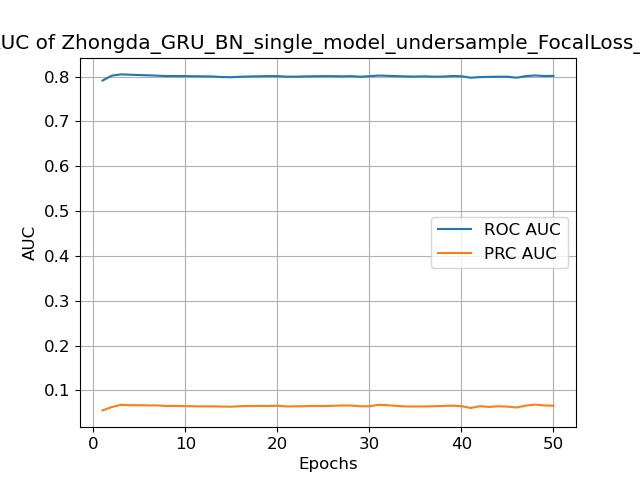 UC of Zhongda_GRU_BN_single_model_undersample_FocalLoss_
0.8
0.7
0.6
0.5
0.4
0.3
0.2
0.1
AUC
ROC AUC
PRC AUC
0 10 20 30 40 50
Epochs